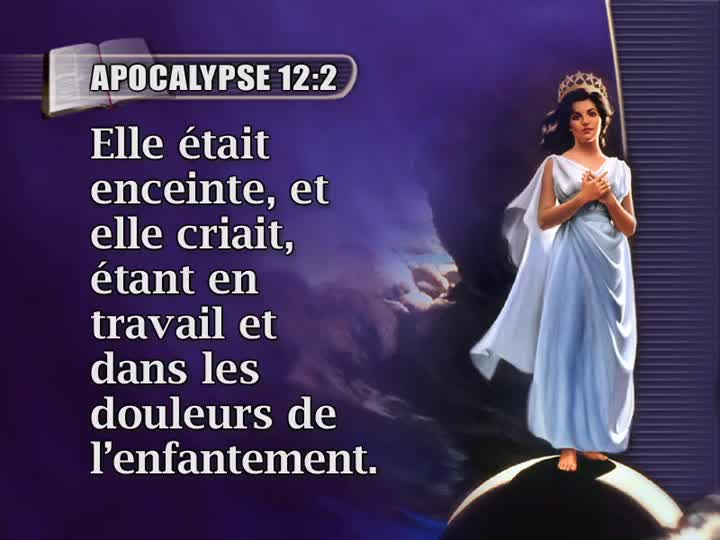 APOCALYPSE 12:2
Elle était
enceinte, et
elle criait,
étant en
travail et
dans les
douleurs de
l'enfantement.